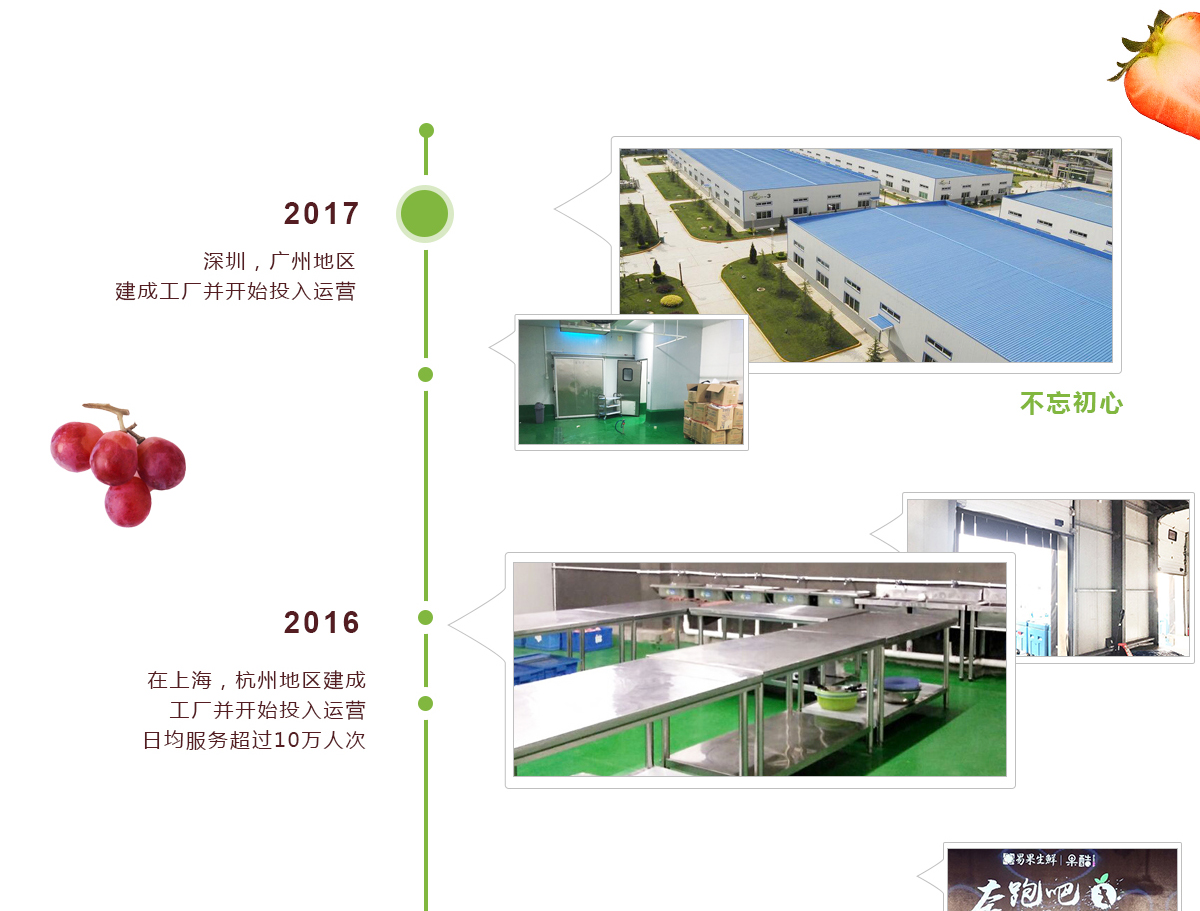 2017
深圳，广州地区
建成工厂并开始投入运营
不忘初心
2016
在上海，杭州地区建成
工厂并开始投入运营
日均服务超过10万人次
易果生鲜 | 果酷
奔跑吧